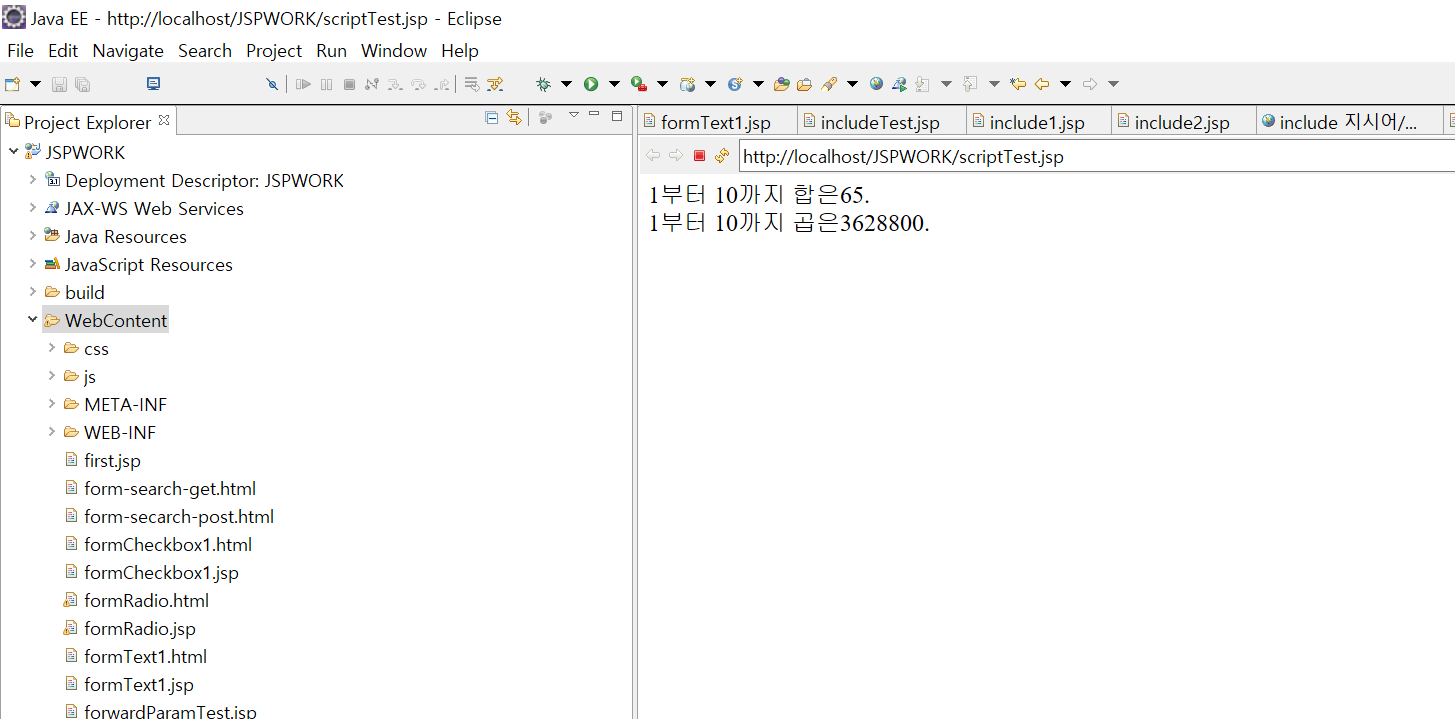 Java EE - http://localhost/JSPWORK/scriptTest.jsp - Eclipse
File Edit Navigate Search Project Run Window Help
Project Explorer
JSPWORK
Deployment Descriptor: JSPWORK
JAX-WS Web Services
Java Resources
JavaScript Resources
build
WebContent
css
js
META-INF
WEB-INF
first.jsp
form-search-get.html
form-secarch-post.html
formCheckbox1.html
formCheckbox1.jsp
formRadio.html
formRadio.jsp
formText1.html
formText1.jsp
forwardParamTest.jsp
formText1.jsp includeTest.jsp include1.jsp include2.jsp include 지시어/...
http://localhost/JSPWORK/scriptTest.jsp
1부터 10까지 합은65.
1부터 10까지 곱은3628800.